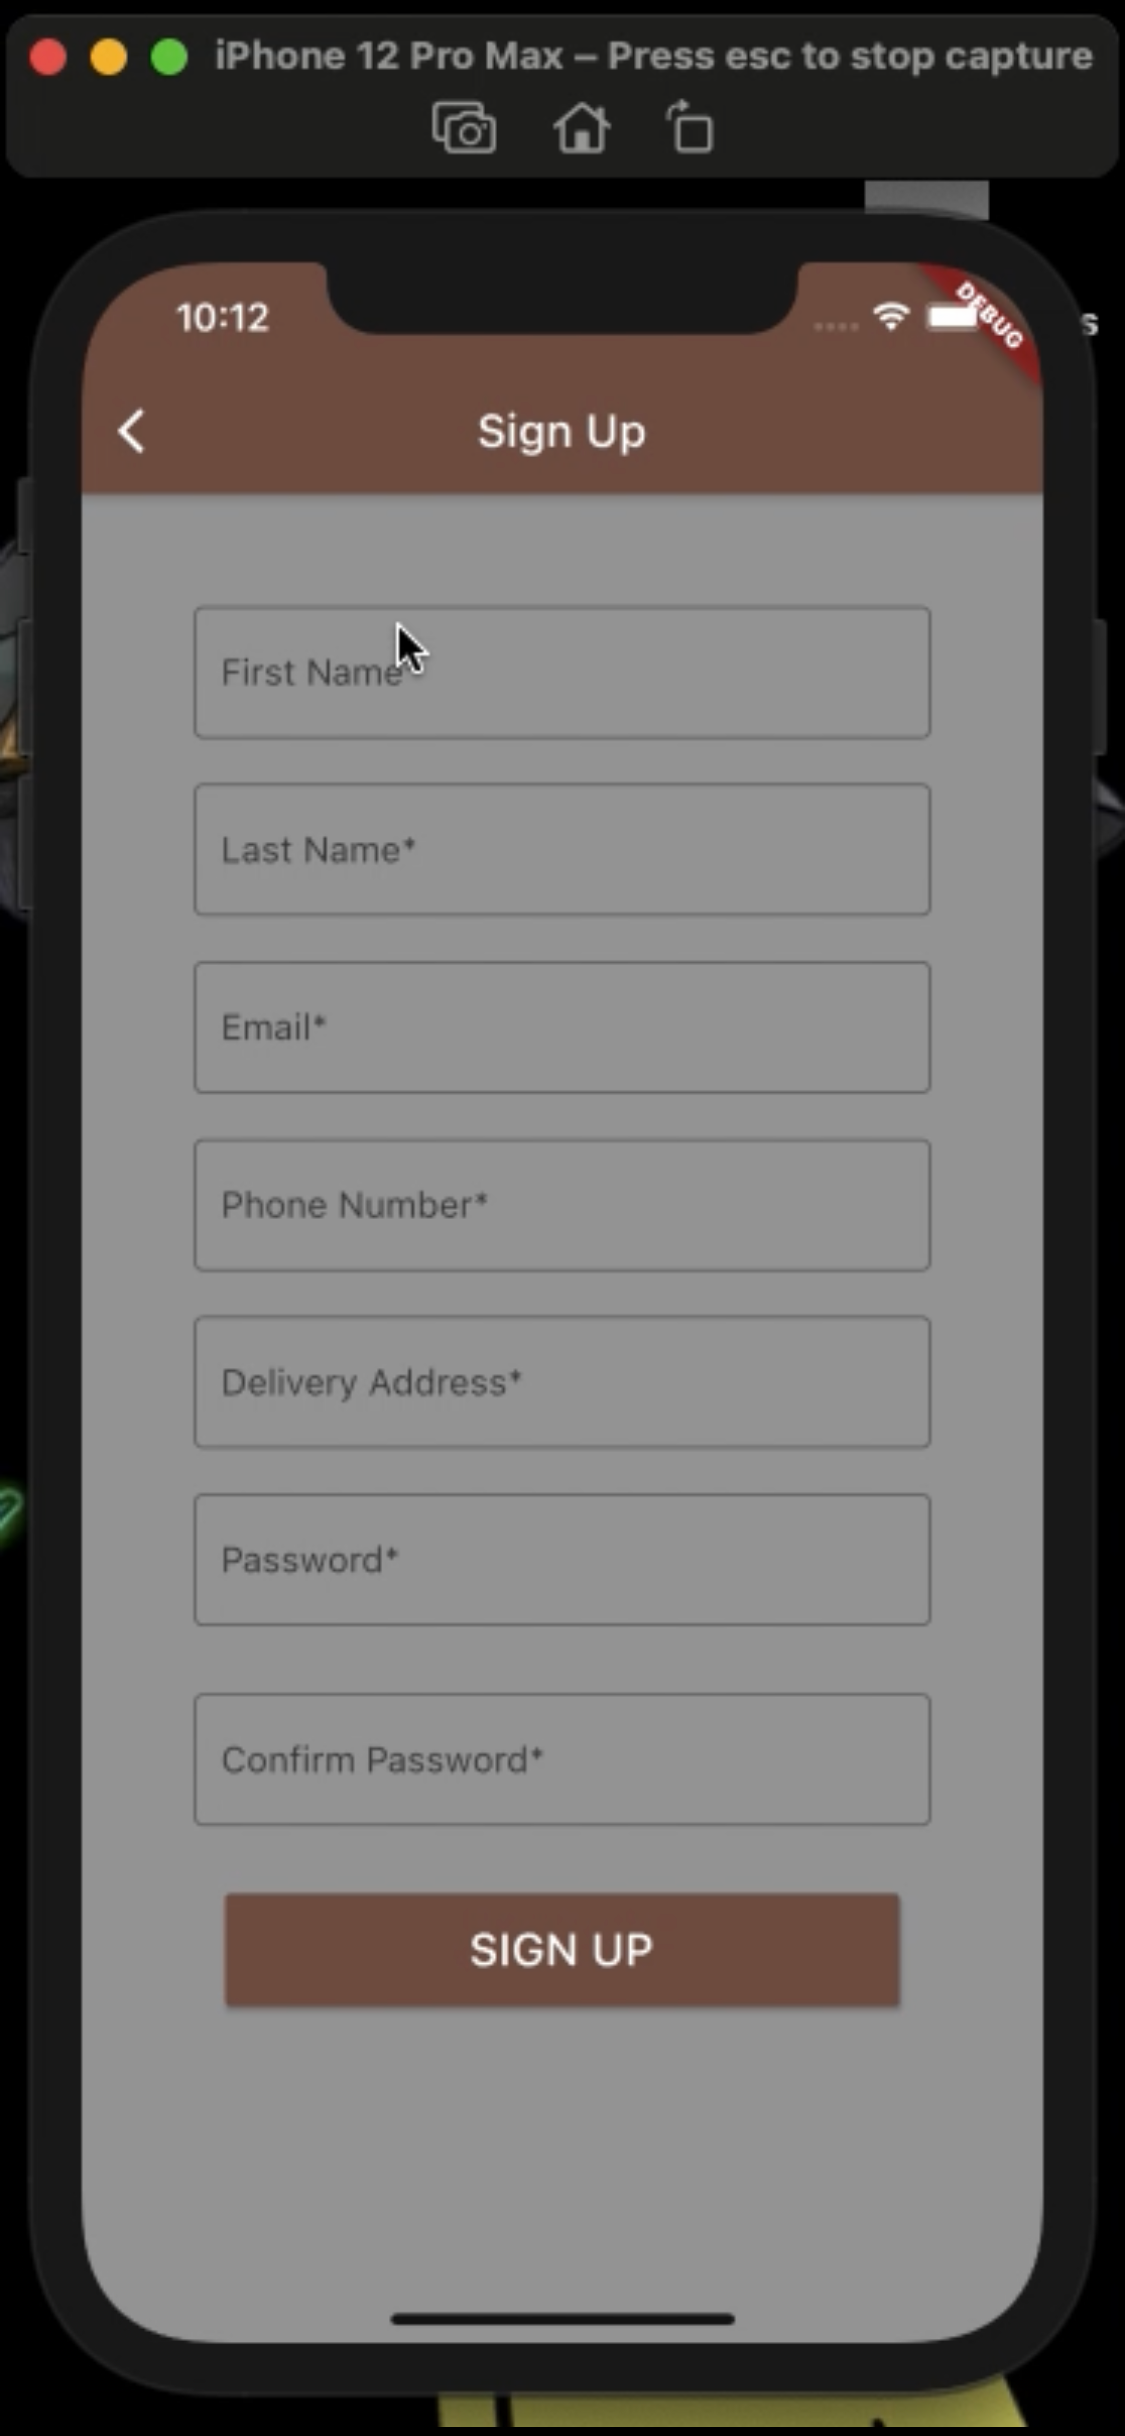 iPhone 12 Pro Max – Press esc to stop capture
10:12
DEBUG
s
Sign Up
First Name
Last Name*
Email*
Phone Number*
Delivery Address*
Password*
Confirm Password*
SIGN UP